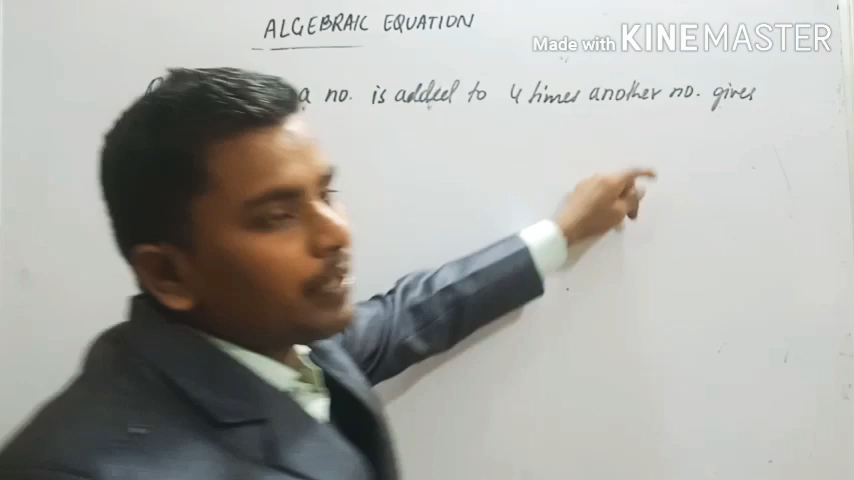 ALGEBRAIC EQUATION
Made with KINEMASTER
a no. is added to 4 times another no. gives